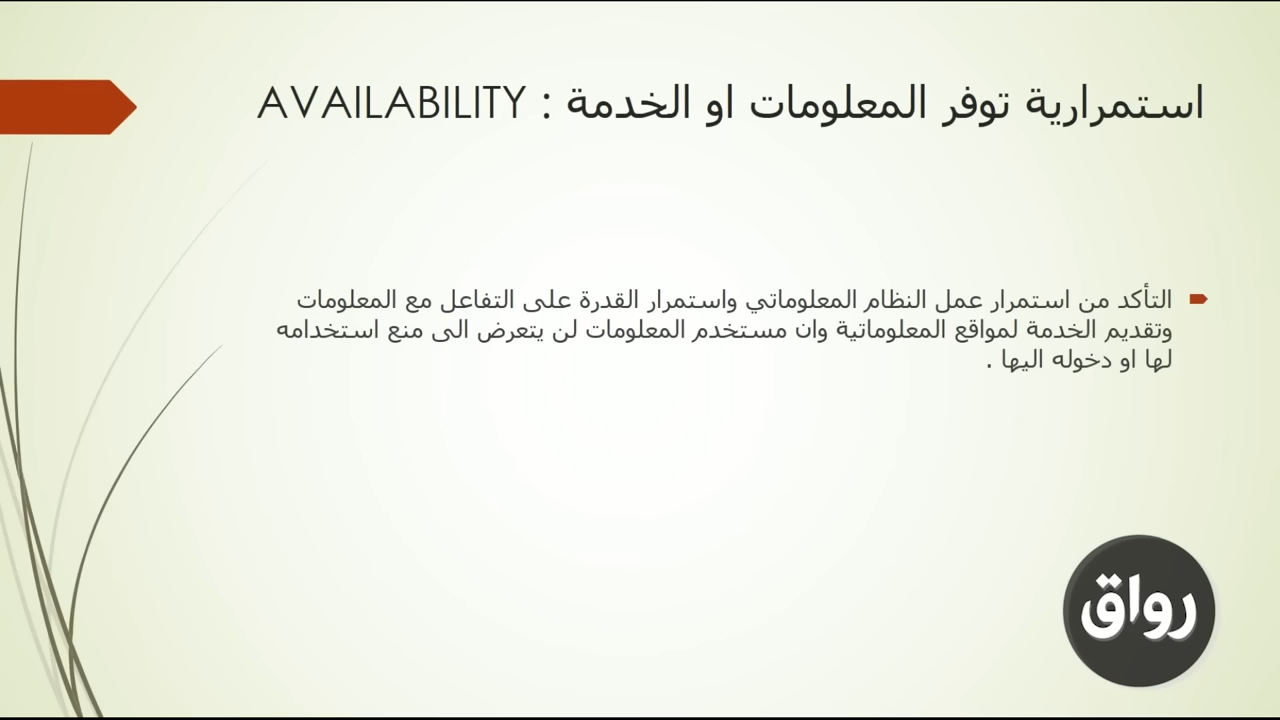 استمرارية توفر المعلومات او الخدمة : AVAILABILITY
التأكد من استمرار عمل النظام المعلوماتي واستمرار القدرة على التفاعل مع المعلومات
وتقديم الخدمة لمواقع المعلوماتية وان مستخدم المعلومات لن يتعرض الى منع استخدامه
لها او دخوله اليها .
رواق